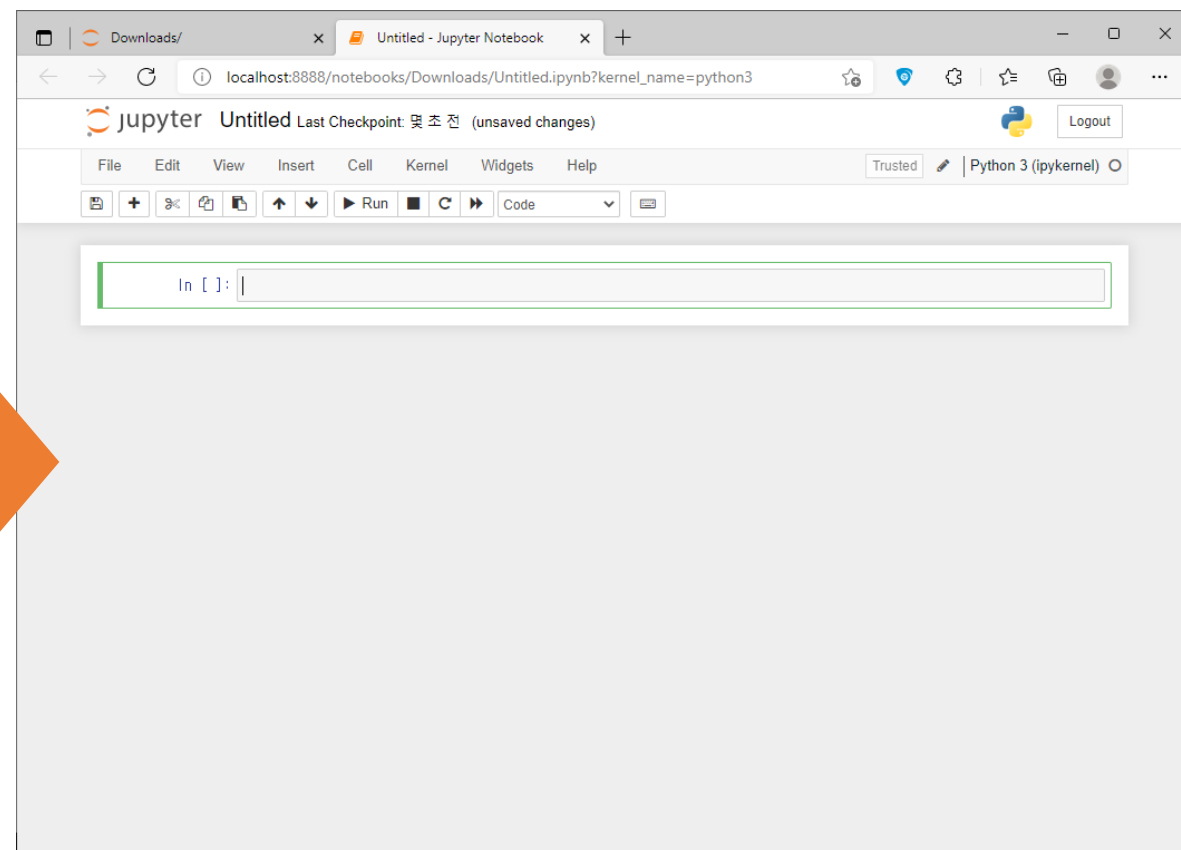 Downloads/ Untitled - Jupyter Notebook
localhost:8888/notebooks/Downloads/Untitled.ipynb?kernel_name=python3
jupyter Untitled Last Checkpoint: 몇 초 전 (unsaved changes) Logout
File Edit View Insert Cell Kernel Widgets Help Trusted Python 3 (ipykernel)
Run Code
In [ ]: